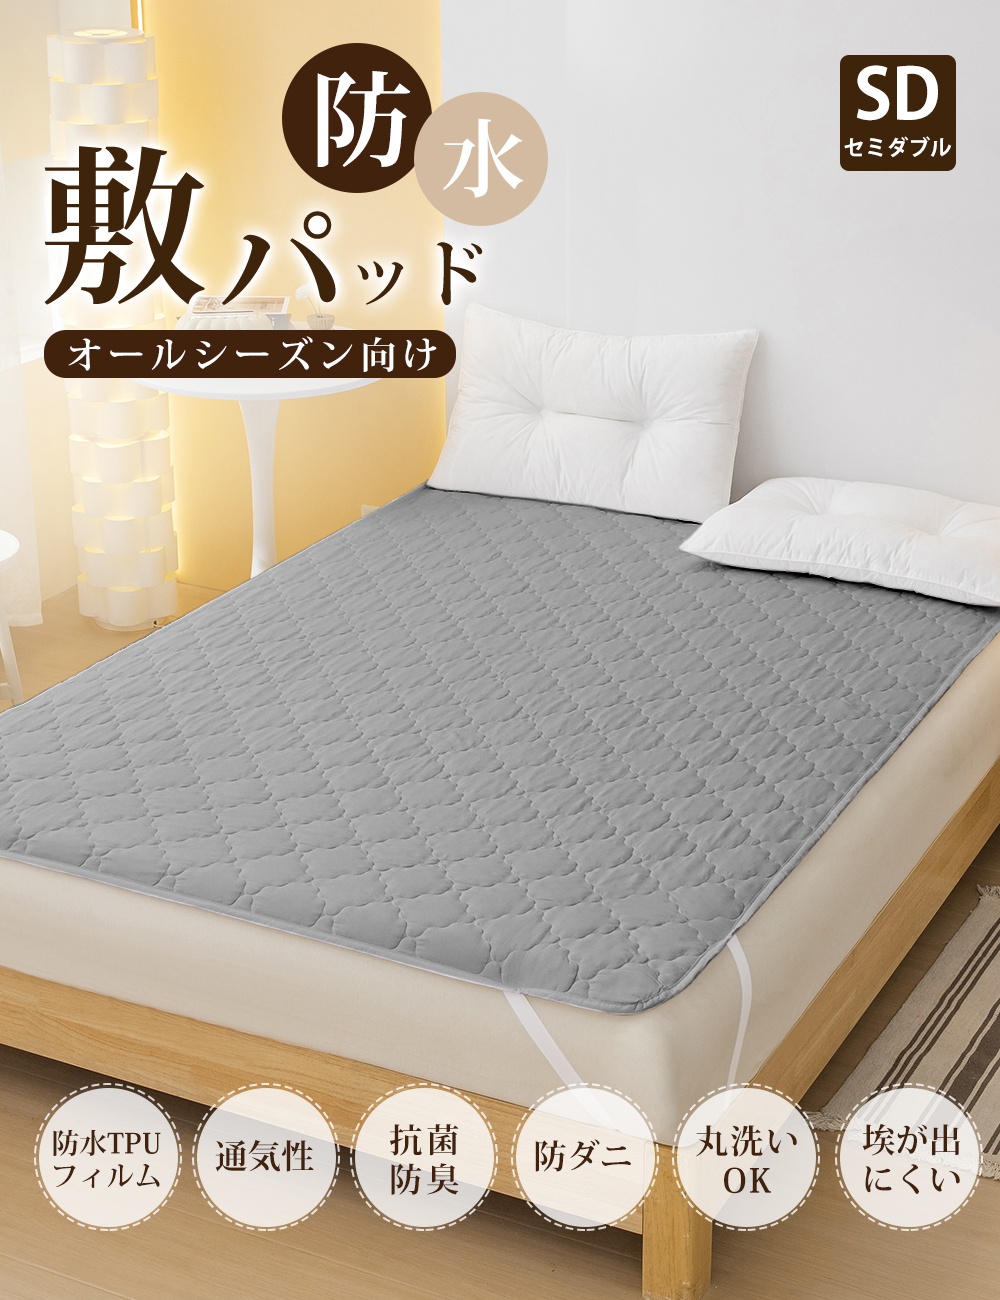 防水
敷パッド
オールシーズン向け
SD
セミダブル
防水TPU
フィルム
通気性
抗菌
防臭
防ダニ
丸洗い
OK
埃が出
にくい